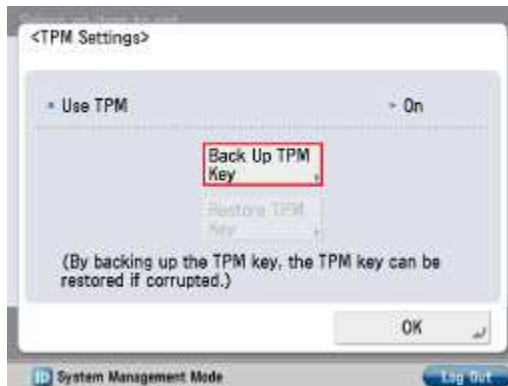 <TPM Settings>
Use TPM
On
Back Up TPM
Key
Restore TPM
Key
(By backing up the TPM key, the TPM key can be
restored if corrupted.)
OK
ID System Management Mode
Log Out